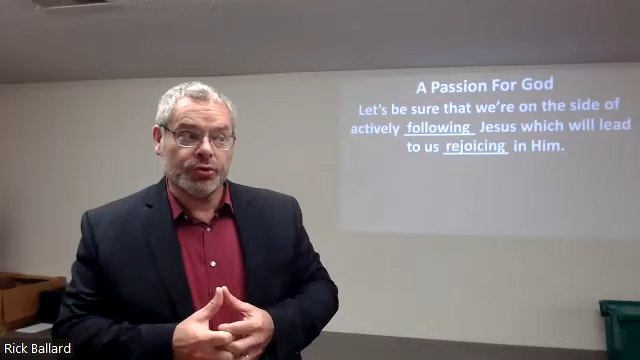 A Passion For God
Let's be sure that we're on the side of
actively following Jesus which will lead
to us rejoicing in Him.
Rick Ballard